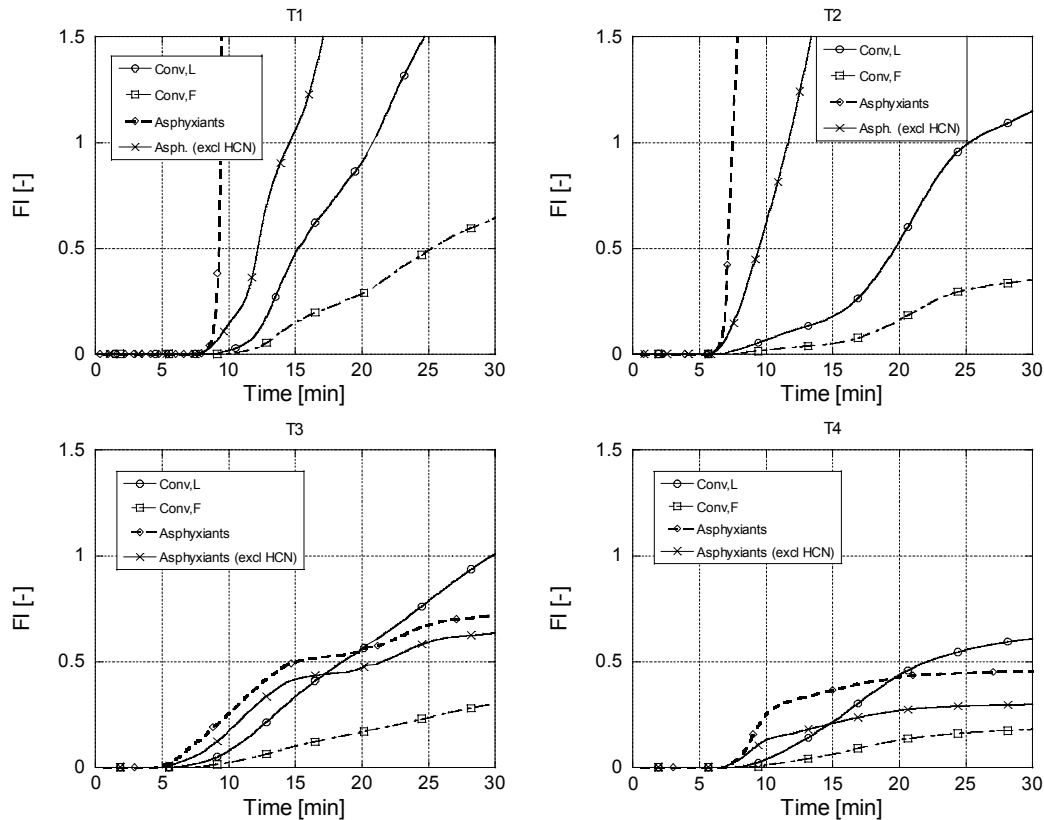 T1
1.5
1
0.5
0
FI [-]
Conv,L
Conv,F
Asphyxiants
Asph. (excl HCN)
0 5 10 15 20 25 30
Time [min]
T2
1.5
1
0.5
0
FI [-]
Conv,L
Conv,F
Asphyxiants
Asph. (excl HCN)
0 5 10 15 20 25 30
Time [min]
T3
1.5
1
0.5
0
FI [-]
Conv,L
Conv,F
Asphyxiants
Asphyxiants (excl HCN)
0 5 10 15 20 25 30
Time [min]
T4
1.5
1
0.5
0
FI [-]
Conv,L
Conv,F
Asphyxiants
Asphyxiants (excl HCN)
0 5 10 15 20 25 30
Time [min]